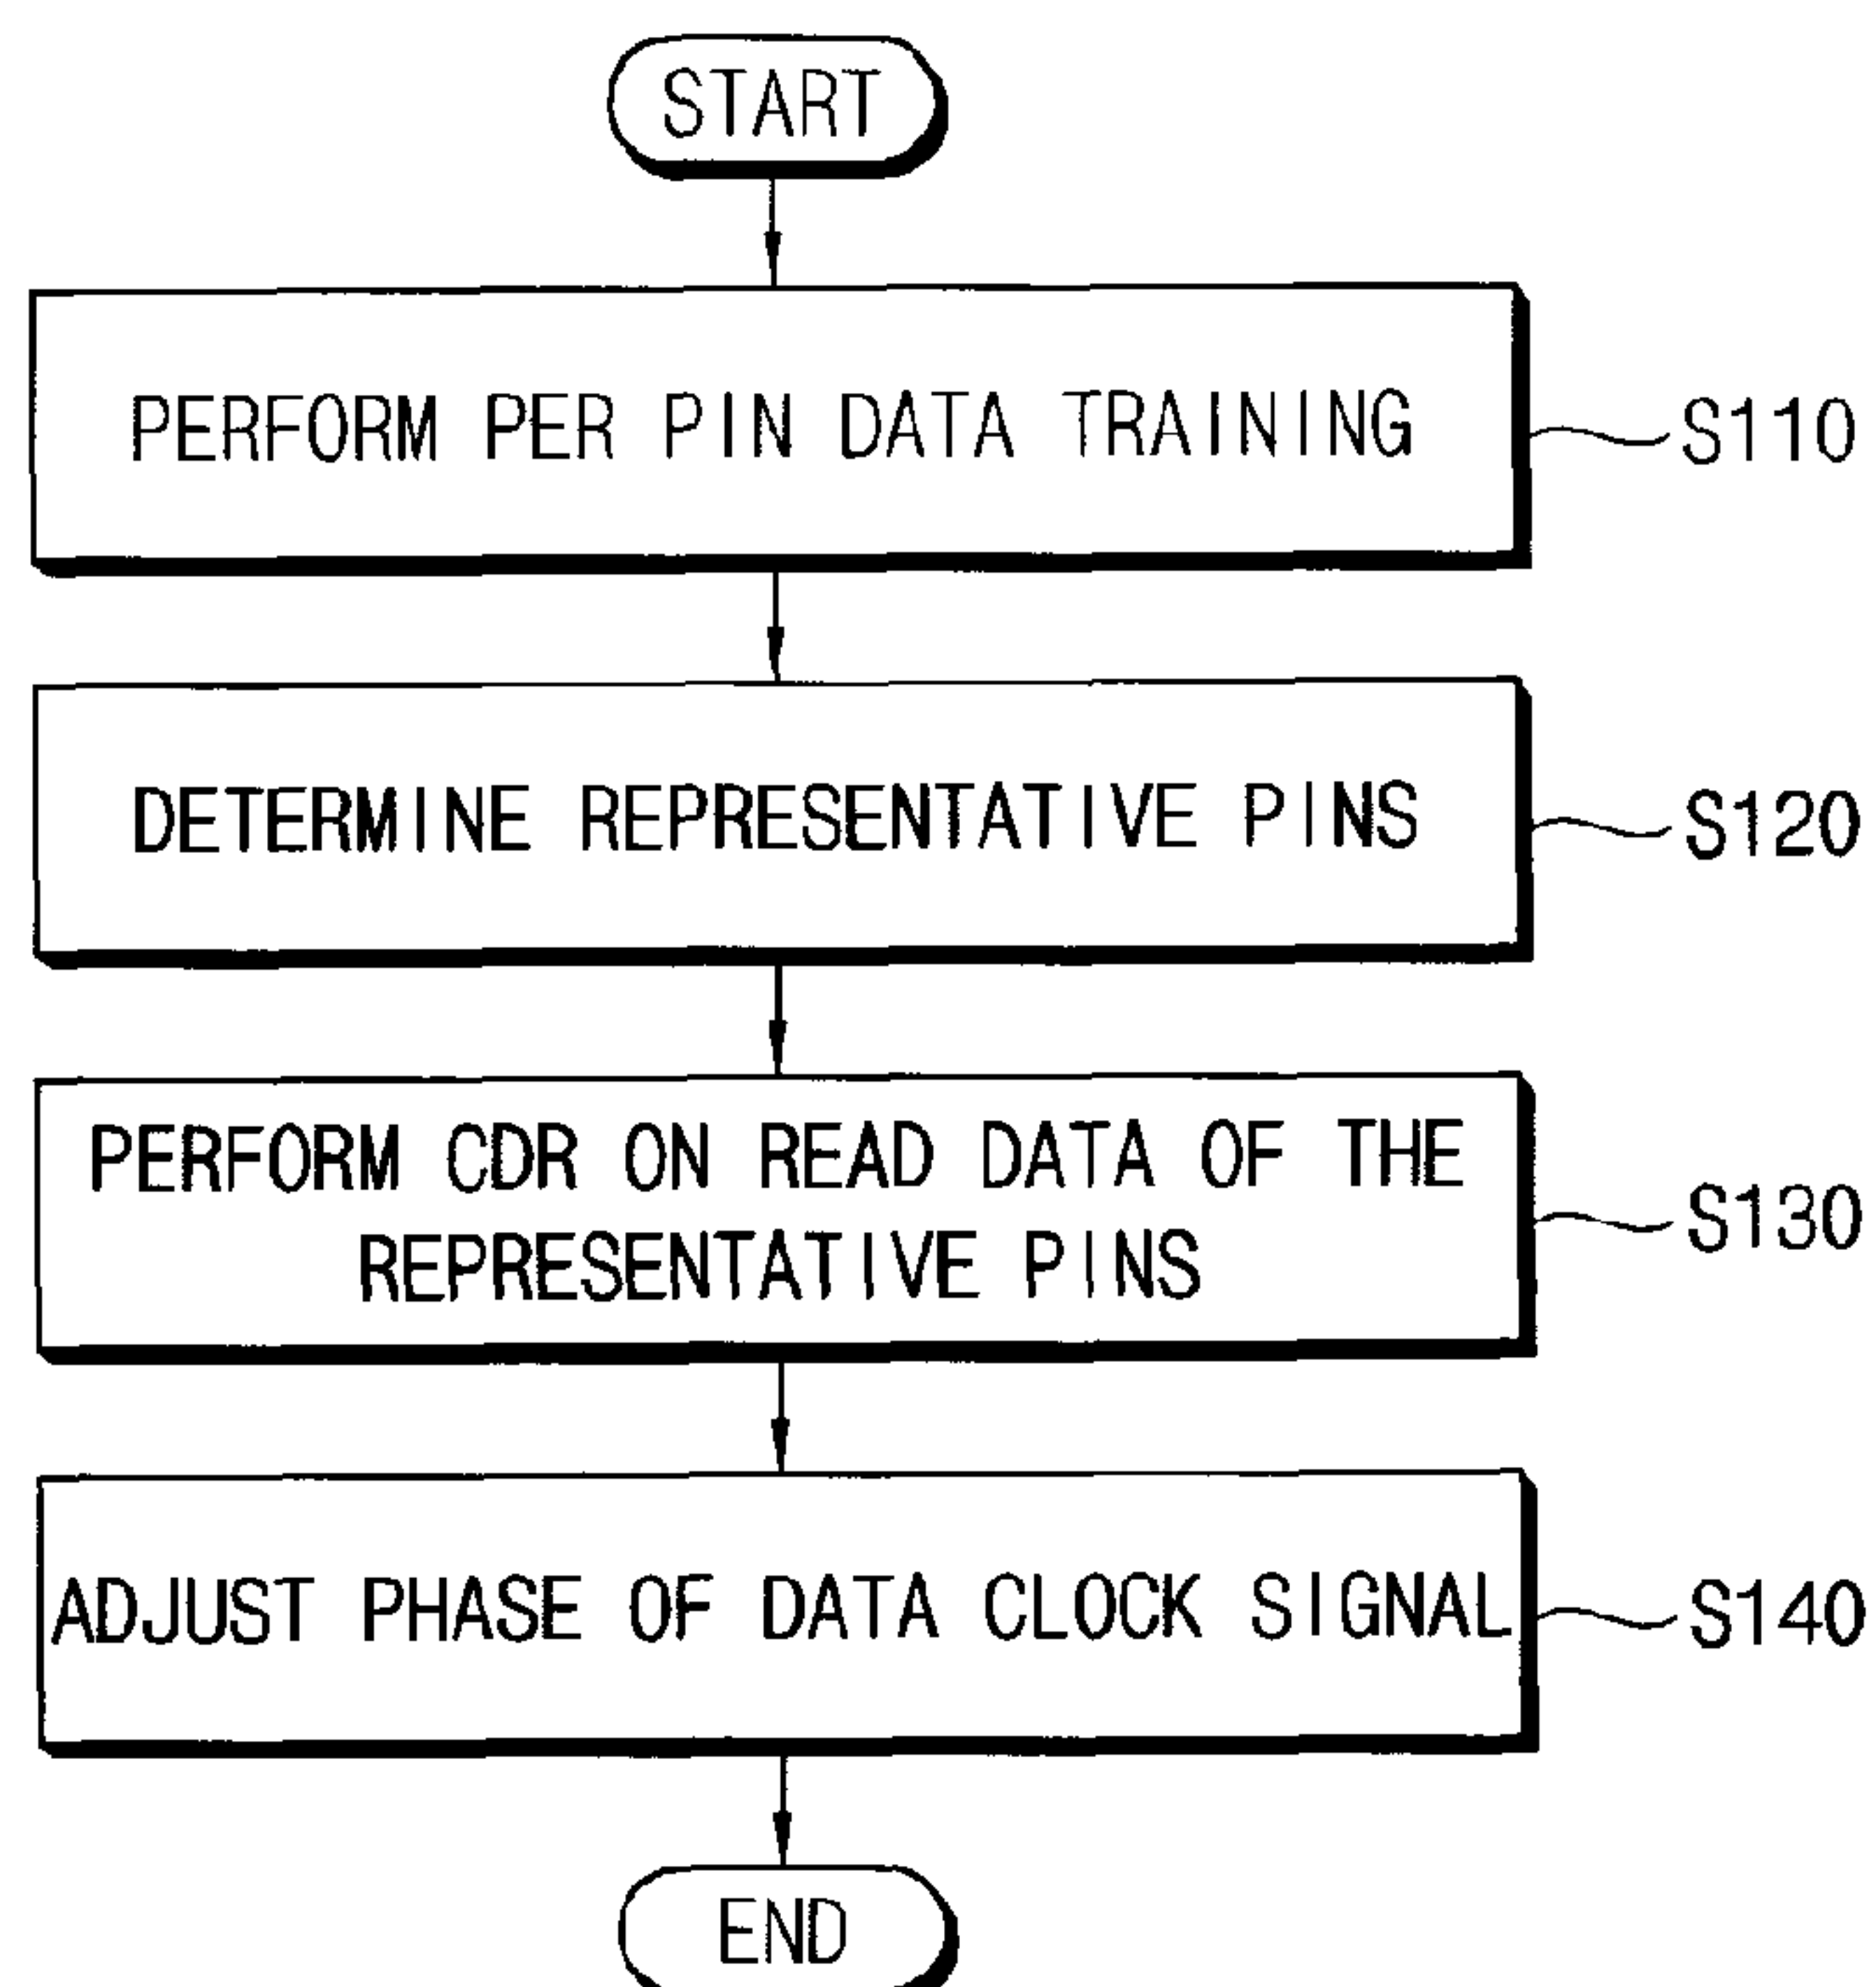 START
PERFORM PER PIN DATA TRAINING
S110
DETERMINE REPRESENTATIVE PINS
S120
PERFORM CDR ON READ DATA OF THE
REPRESENTATIVE PINS
S130
ADJUST PHASE OF DATA CLOCK SIGNAL
S140
END